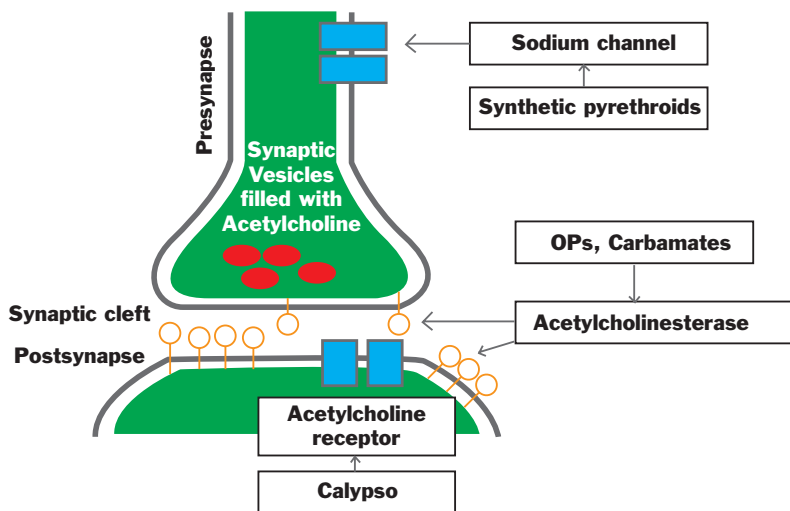 Presynapse
Sodium channel
Synthetic pyrethroids
Synaptic
Vesicles
filled with
Acetylcholine
OPs, Carbamates
Synaptic cleft
Acetylcholinesterase
Postsynapse
Acetylcholine
receptor
Calypso